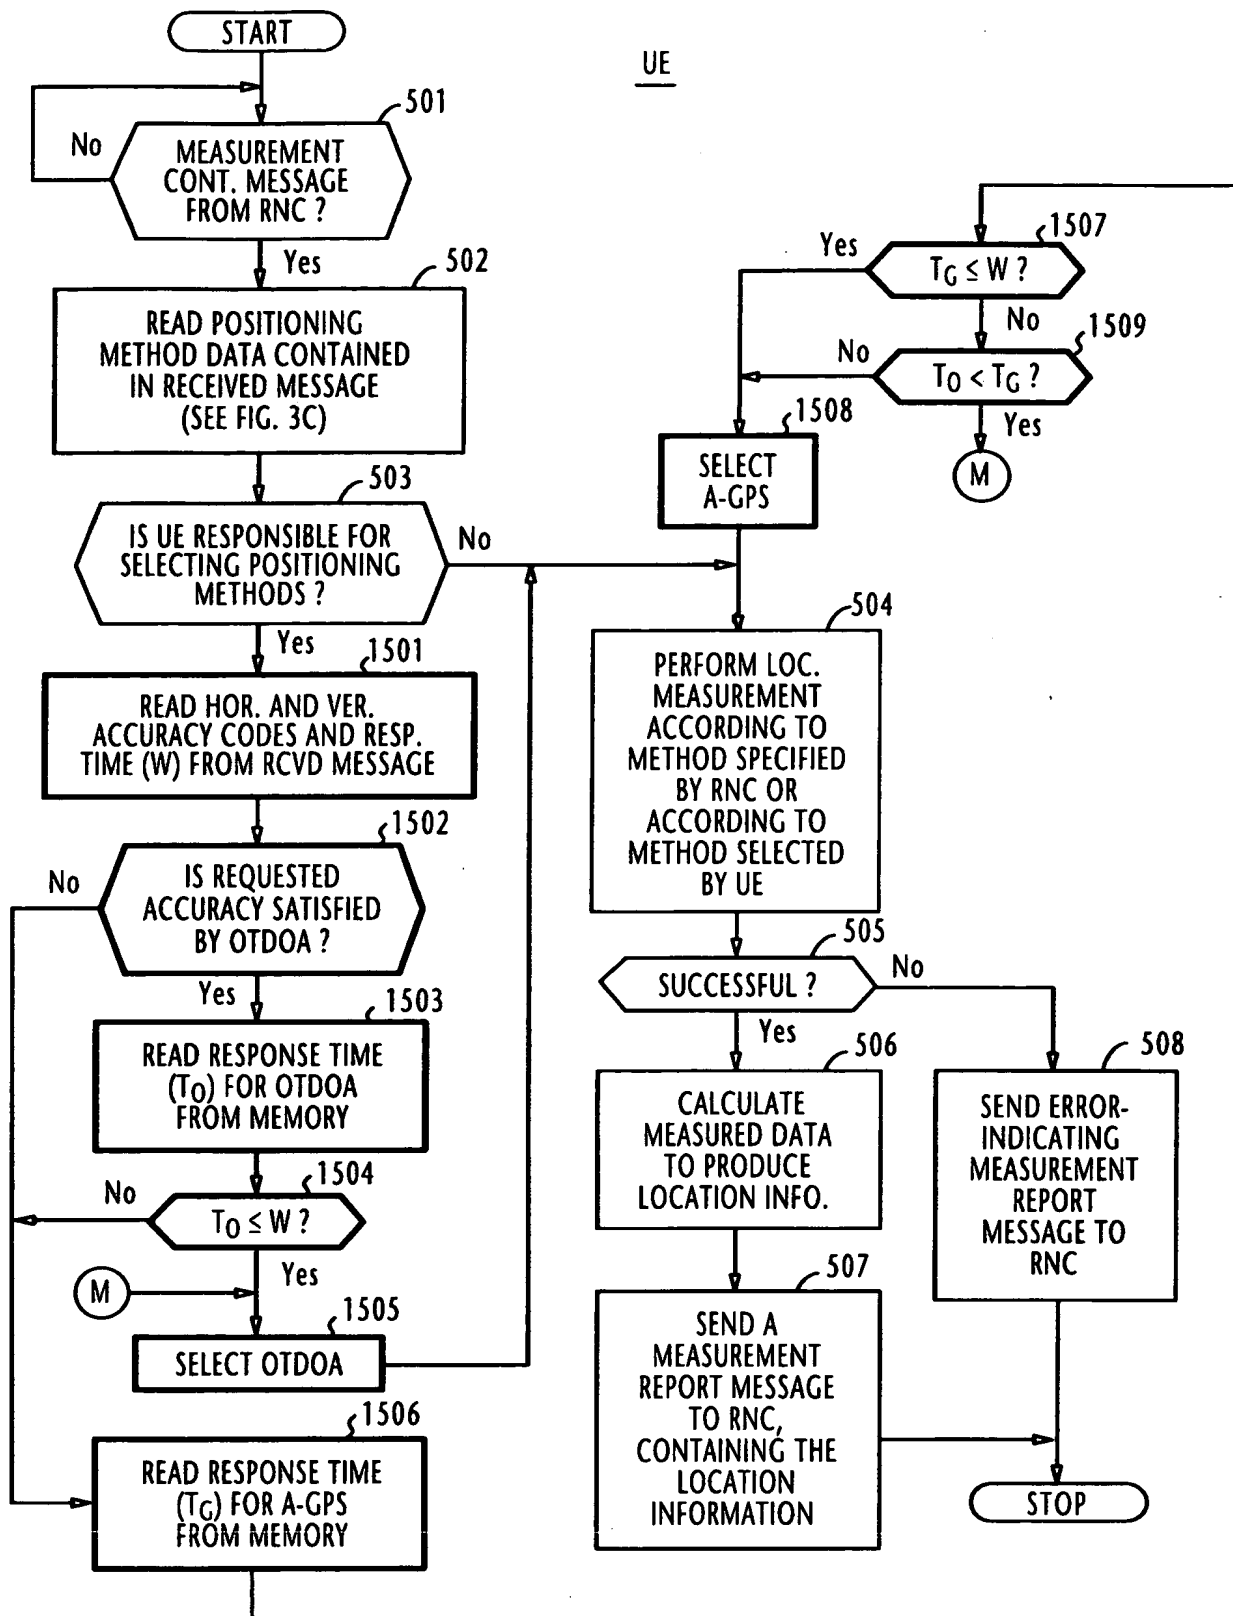 START
UE
501
No
MEASUREMENT
CONT. MESSAGE
FROM RNC ?
Yes
502
READ POSITIONING
METHOD DATA CONTAINED
IN RECEIVED MESSAGE
(SEE FIG. 3C)
503
IS UE RESPONSIBLE FOR
SELECTING POSITIONING
METHODS ?
No
Yes
1501
READ HOR. AND VER.
ACCURACY CODES AND RESP.
TIME (W) FROM RCVD MESSAGE
1502
No
IS REQUESTED
ACCURACY SATISFIED
BY OTDOA ?
Yes
1503
READ RESPONSE TIME
(TO) FOR OTDOA
FROM MEMORY
1504
No
TO ≤ W ?
Yes
M
1505
SELECT OTDOA
1506
READ RESPONSE TIME
(TG) FOR A-GPS
FROM MEMORY
1507
Yes
TG ≤ W ?
No
1509
No
TO < TG ?
Yes
M
1508
SELECT
A-GPS
504
PERFORM LOC.
MEASUREMENT
ACCORDING TO
METHOD SPECIFIED
BY RNC OR
ACCORDING TO
METHOD SELECTED
BY UE
505
SUCCESSFUL ?
No
Yes
506
CALCULATE
MEASURED DATA
TO PRODUCE
LOCATION INFO.
508
SEND ERROR-
INDICATING
MEASUREMENT
REPORT
MESSAGE TO
RNC
507
SEND A
MEASUREMENT
REPORT MESSAGE
TO RNC,
CONTAINING THE
LOCATION
INFORMATION
STOP